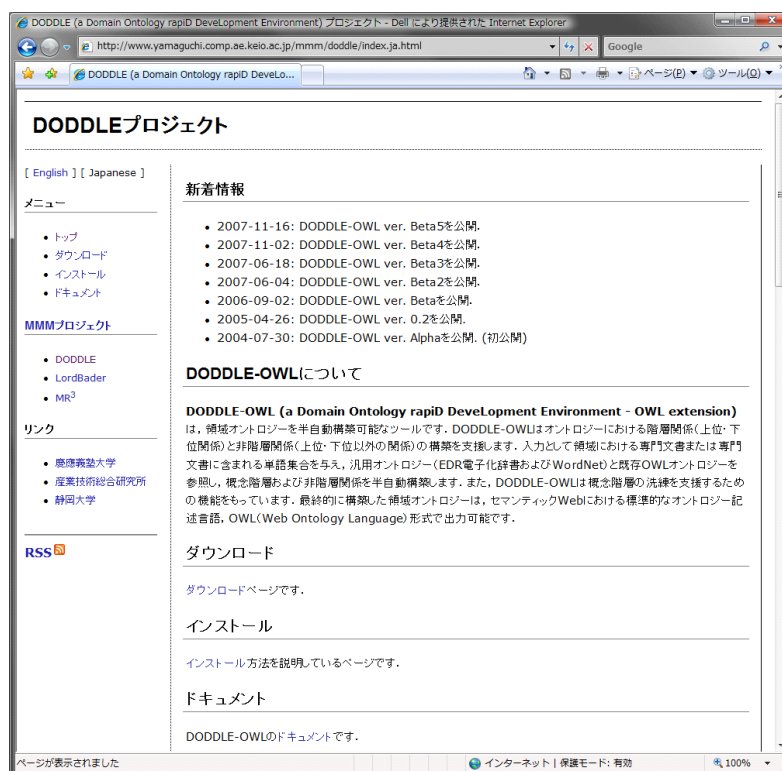 DODDLE (a Domain Ontology rapiD DeveLopment Environment) プロジェクト - Dell により提供された Internet Explorer
http://www.yamaguchi.comp.ae.keio.ac.jp/mmm/doddle/index.ja.html
Google
DODDLE (a Domain Ontology rapiD DeveLo...
ページ(P) ツール(O)
DODDLEプロジェクト
[ English ] [ Japanese ]
メニュー
トップ
ダウンロード
インストール
ドキュメント
MMMプロジェクト
DODDLE
LordBader
MR3
リンク
慶應義塾大学
産業技術総合研究所
静岡大学
RSS
新着情報
2007-11-16: DODDLE-OWL ver. Beta5を公開.
2007-11-02: DODDLE-OWL ver. Beta4を公開.
2007-06-18: DODDLE-OWL ver. Beta3を公開.
2007-06-04: DODDLE-OWL ver. Beta2を公開.
2006-09-02: DODDLE-OWL ver. Betaを公開.
2005-04-26: DODDLE-OWL ver. 0.2を公開.
2004-07-30: DODDLE-OWL ver. Alphaを公開. (初公開)
DODDLE-OWLについて
DODDLE-OWL (a Domain Ontology rapiD DeveLopment Environment - OWL extension)
は，領域オントロジーを半自動構築可能なツールです．DODDLE-OWLはオントロジーにおける階層関係（上位・下
位関係）と非階層関係（上位・下位以外の関係）の構築を支援します．入力として領域における専門文書または専門
文書に含まれる単語集合を与え，汎用オントロジー（EDR電子化辞書およびWordNet）と既存OWLオントロジーを
参照し，概念階層および非階層関係を半自動構築します．また，DODDLE-OWLは概念階層の洗練を支援するため
の機能をもっています．最終的に構築した領域オントロジーは，セマンティックWebにおける標準的なオントロジー記
述言語，OWL（Web Ontology Language）形式で出力可能です．
ダウンロード
ダウンロードページです．
インストール
インストール方法を説明しているページです．
ドキュメント
DODDLE-OWLのドキュメントです．
ページが表示されました
インターネット | 保護モード: 有効
100%